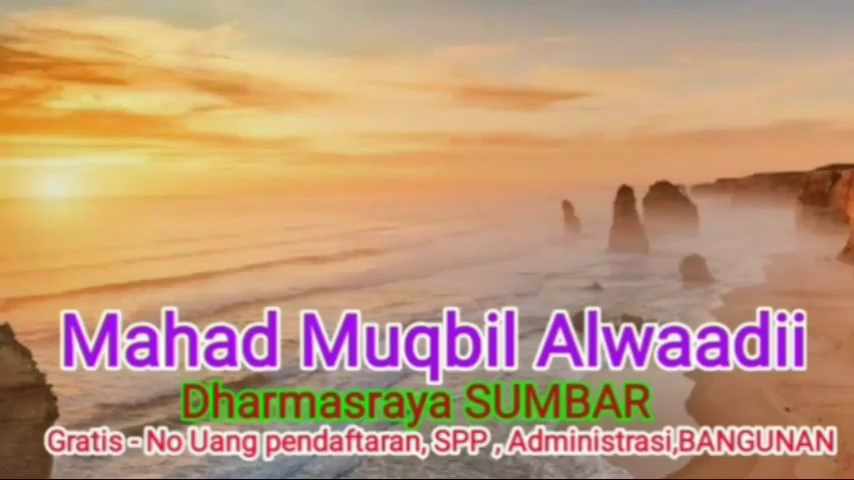 Mahad Muqbil Alwaadii
Dharmasraya SUMBAR
Gratis - No Uang pendaftaran, SPP , Administrasi,BANGUNAN